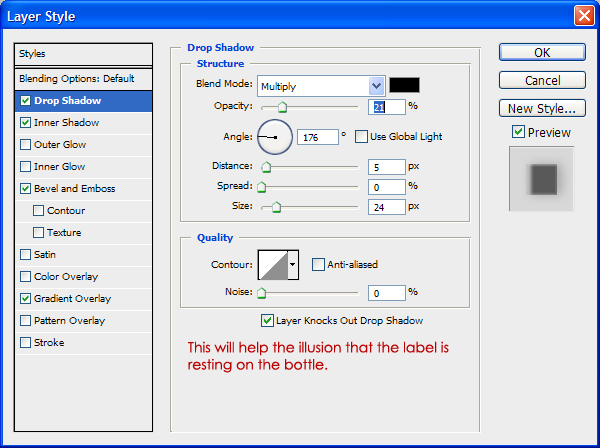 Layer Style
Styles
Blending Options: Default
Drop Shadow
Inner Shadow
Outer Glow
Inner Glow
Bevel and Emboss
Contour
Texture
Satin
Color Overlay
Gradient Overlay
Pattern Overlay
Stroke
Drop Shadow
Structure
Blend Mode: Multiply
Opacity: 21 %
Angle: 176 ° Use Global Light
Distance: 5 px
Spread: 0 %
Size: 24 px
Quality
Contour: Anti-aliased
Noise: 0 %
Layer Knocks Out Drop Shadow
This will help the illusion that the label is
resting on the bottle.
OK
Cancel
New Style...
Preview